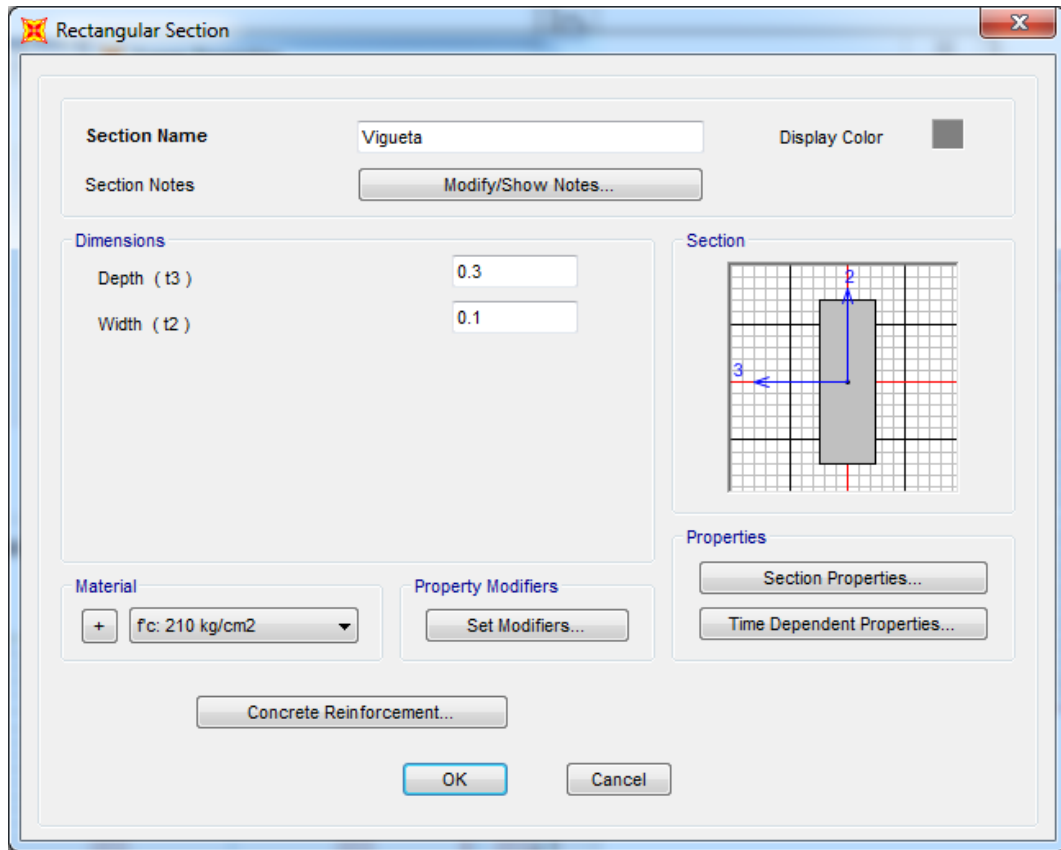 Rectangular Section
x
Section Name
Vigueta
Display Color
Section Notes
Modify/Show Notes...
Dimensions
Depth ( t3 )
0.3
Width ( t2 )
0.1
Section
2
3
Properties
Section Properties...
Time Dependent Properties...
Material
+
f'c: 210 kg/cm2
Property Modifiers
Set Modifiers...
Concrete Reinforcement...
OK
Cancel